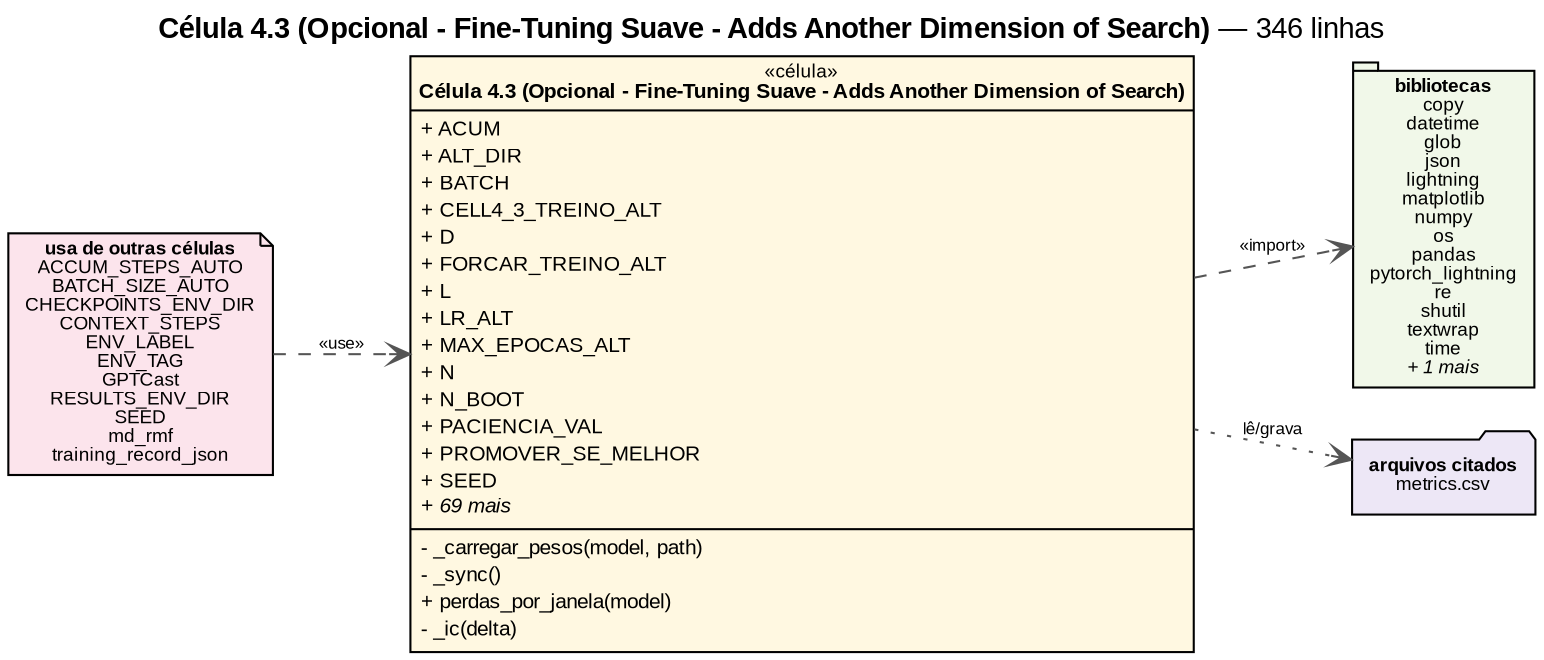 Célula 4.3 (Opcional - Fine-Tuning Suave - Adds Another Dimension of Search) — 346 linhas
usa de outras células
ACCUM_STEPS_AUTO
BATCH_SIZE_AUTO
CHECKPOINTS_ENV_DIR
CONTEXT_STEPS
ENV_LABEL
ENV_TAG
GPTCast
RESULTS_ENV_DIR
SEED
md_rmf
training_record_json
«use»
«célula»
Célula 4.3 (Opcional - Fine-Tuning Suave - Adds Another Dimension of Search)
+ ACUM
+ ALT_DIR
+ BATCH
+ CELL4_3_TREINO_ALT
+ D
+ FORCAR_TREINO_ALT
+ L
+ LR_ALT
+ MAX_EPOCAS_ALT
+ N
+ N_BOOT
+ PACIENCIA_VAL
+ PROMOVER_SE_MELHOR
+ SEED
+ 69 mais
- _carregar_pesos(model, path)
- _sync()
+ perdas_por_janela(model)
- _ic(delta)
«import»
lê/grava
bibliotecas
copy
datetime
glob
json
lightning
matplotlib
numpy
os
pandas
pytorch_lightning
re
shutil
textwrap
time
+ 1 mais
arquivos citados
metrics.csv